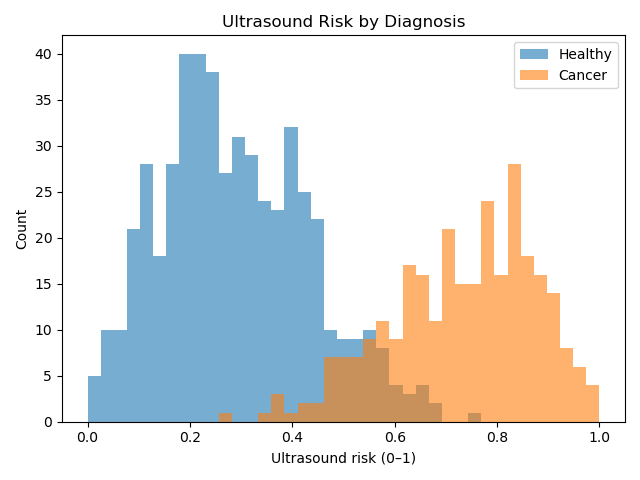 Ultrasound Risk by Diagnosis
Healthy
Cancer
Count
40
35
30
25
20
15
10
5
0
0.0 0.2 0.4 0.6 0.8 1.0
Ultrasound risk (0–1)